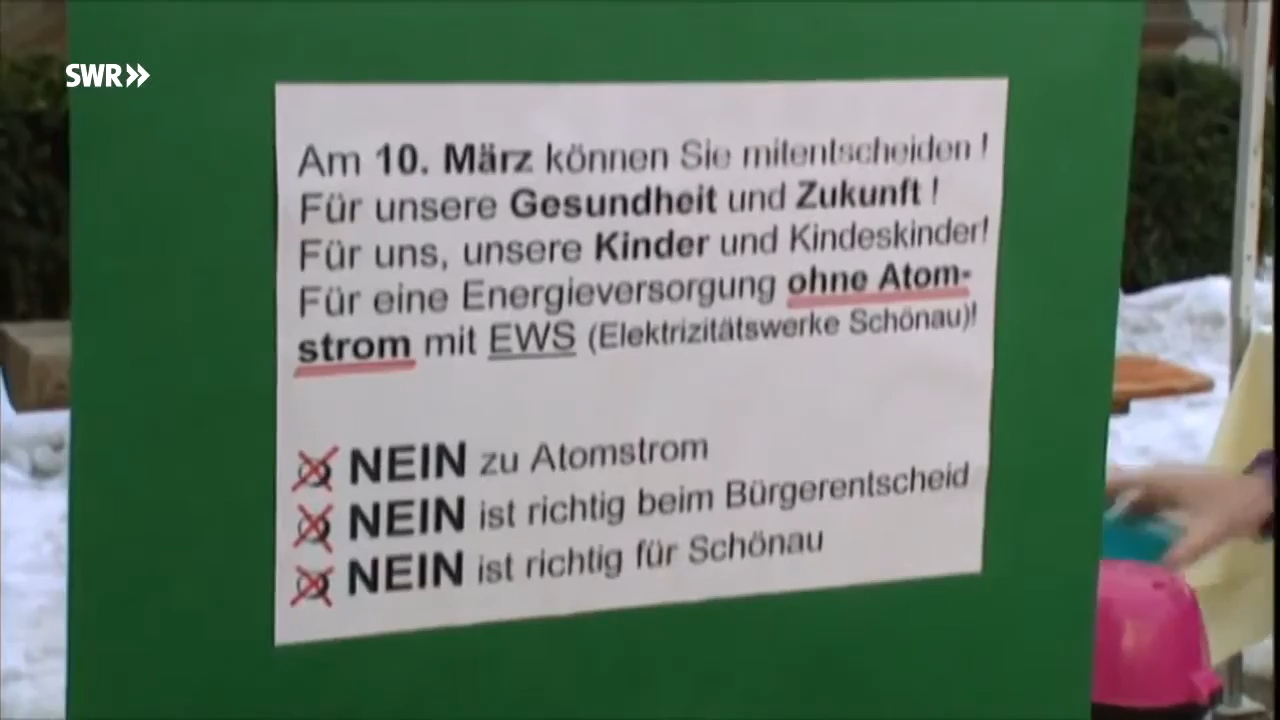 SWR
Am 10. März können Sie mitentscheiden !
Für unsere Gesundheit und Zukunft !
Für uns, unsere Kinder und Kindeskinder!
Für eine Energieversorgung ohne Atom-
strom mit EWS (Elektrizitätswerke Schönau)!
NEIN zu Atomstrom
NEIN ist richtig beim Bürgerentscheid
NEIN ist richtig für Schönau